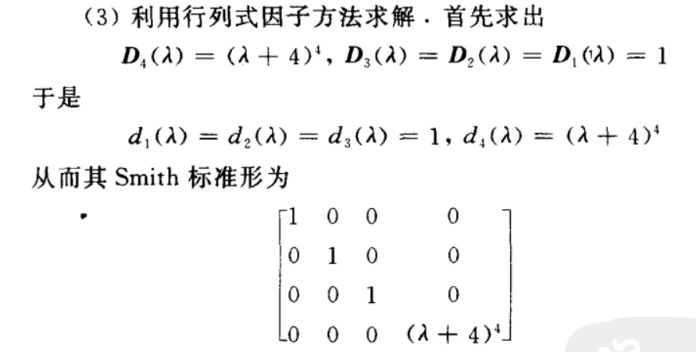 （3）利用行列式因子方法求解．首先求出
D₄(λ) = (λ + 4)⁴, D₃(λ) = D₂(λ) = D₁(λ) = 1
于是
d₁(λ) = d₂(λ) = d₃(λ) = 1, d₄(λ) = (λ + 4)⁴
从而其 Smith 标准形为
1 0 0 0
0 1 0 0
0 0 1 0
0 0 0 (λ + 4)⁴